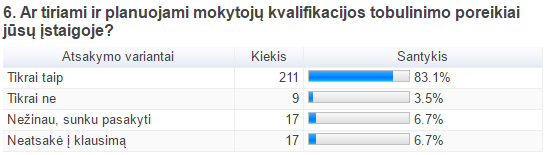 6. Ar tiriami ir planuojami mokytojų kvalifikacijos tobulinimo poreikiai
jūsų įstaigoje?
Atsakymo variantai Kiekis Santykis
Tikrai taip 211 83.1%
Tikrai ne 9 3.5%
Nežinau, sunku pasakyti 17 6.7%
Neatsakė į klausimą 17 6.7%